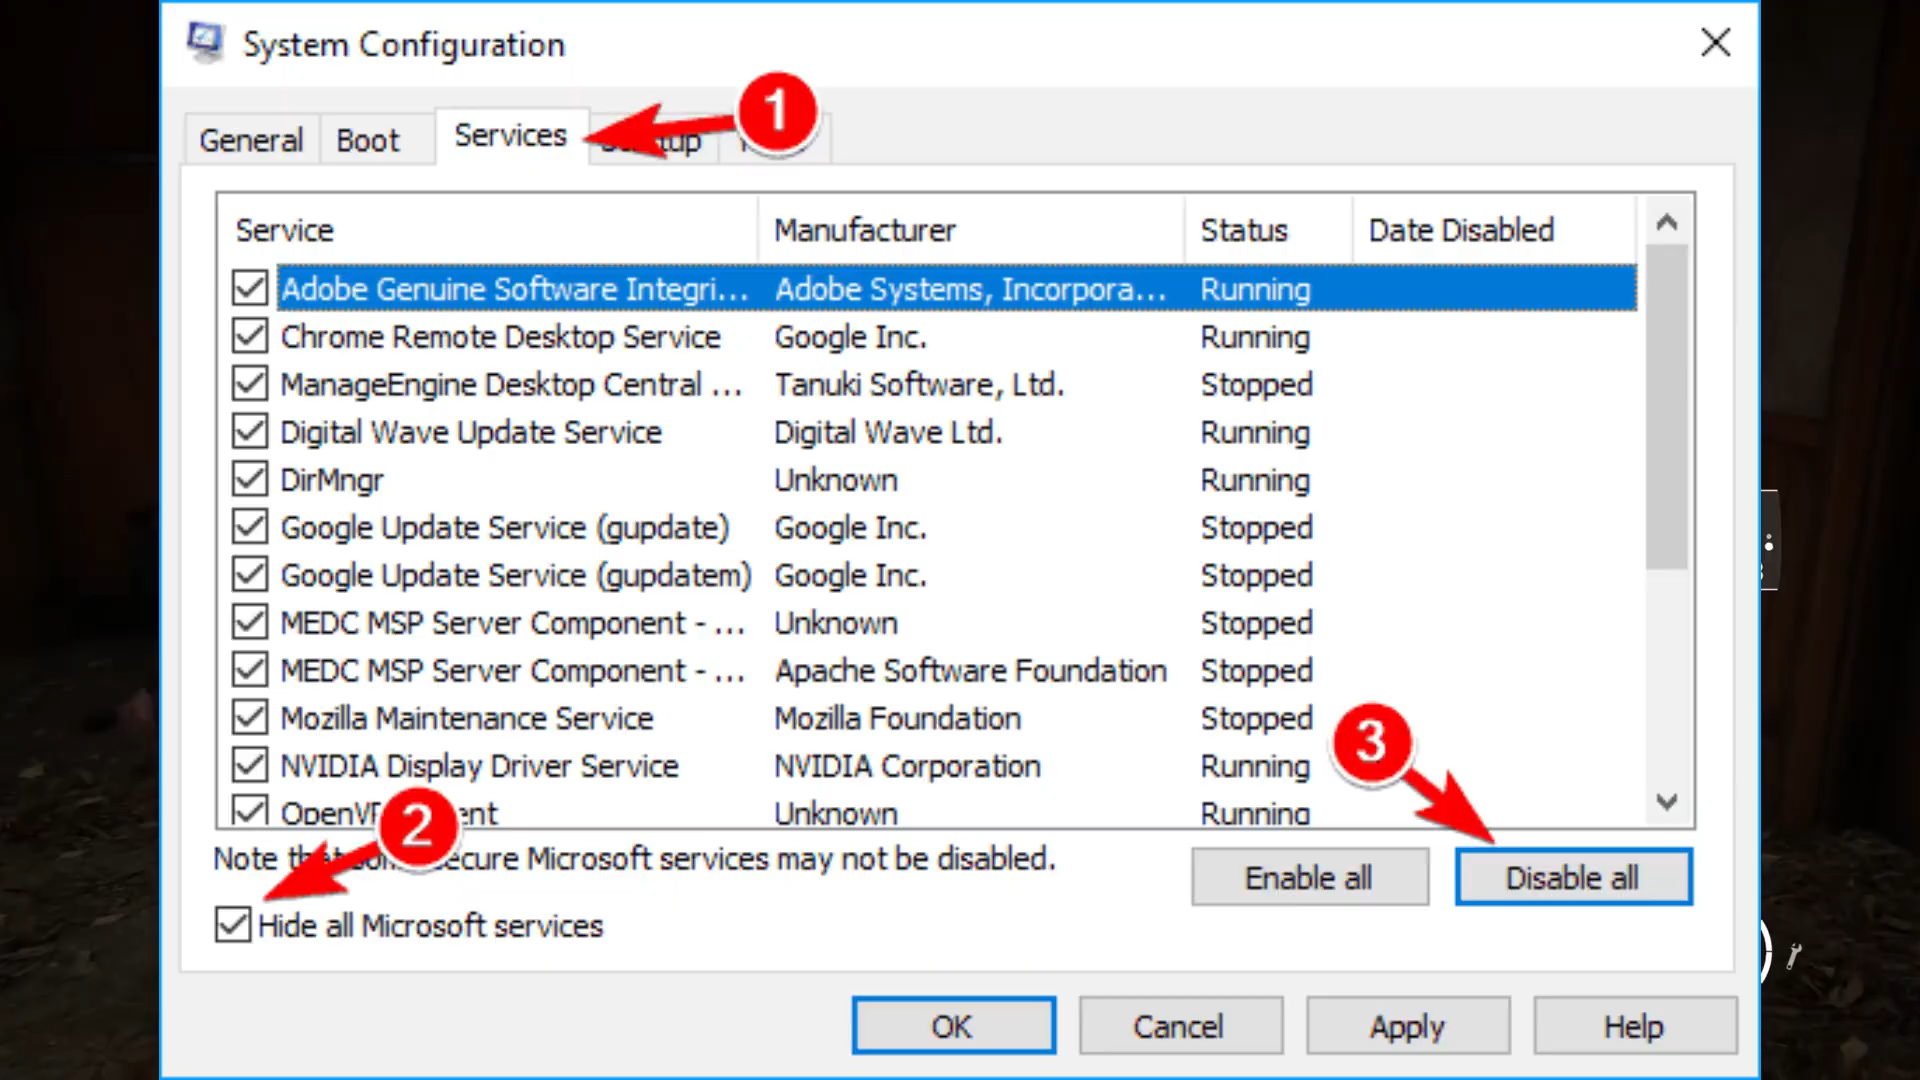 System Configuration
1
General Boot Services
Service Manufacturer Status Date Disabled
Adobe Genuine Software Integri... Adobe Systems, Incorpora... Running
Chrome Remote Desktop Service Google Inc. Running
ManageEngine Desktop Central ... Tanuki Software, Ltd. Stopped
Digital Wave Update Service Digital Wave Ltd. Running
DirMngr Unknown Running
Google Update Service (gupdate) Google Inc. Stopped
Google Update Service (gupdatem) Google Inc. Stopped
MEDC MSP Server Component - ... Unknown Stopped
MEDC MSP Server Component - ... Apache Software Foundation Stopped
Mozilla Maintenance Service Mozilla Foundation Stopped
3
NVIDIA Display Driver Service NVIDIA Corporation Running
Unknown Running
2
Note Microsoft services may not be disabled.
Enable all Disable all
Hide all Microsoft services
OK Cancel Apply Help